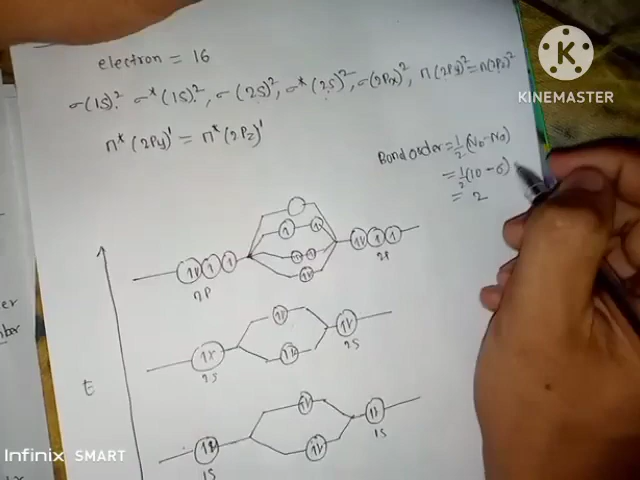 electron = 16
σ(1S)², σ*(1S)², σ(2S)², σ*(2S)², σ(2Px)², π(2Py)² = π(2Pz)²
π*(2Py)¹ = π*(2Pz)¹
KINEMASTER
Bond order = ½(Nb-Na)
= ½(10-6)
= 2
2P
2P
2S
2S
E
1S
1S
Infinix SMART